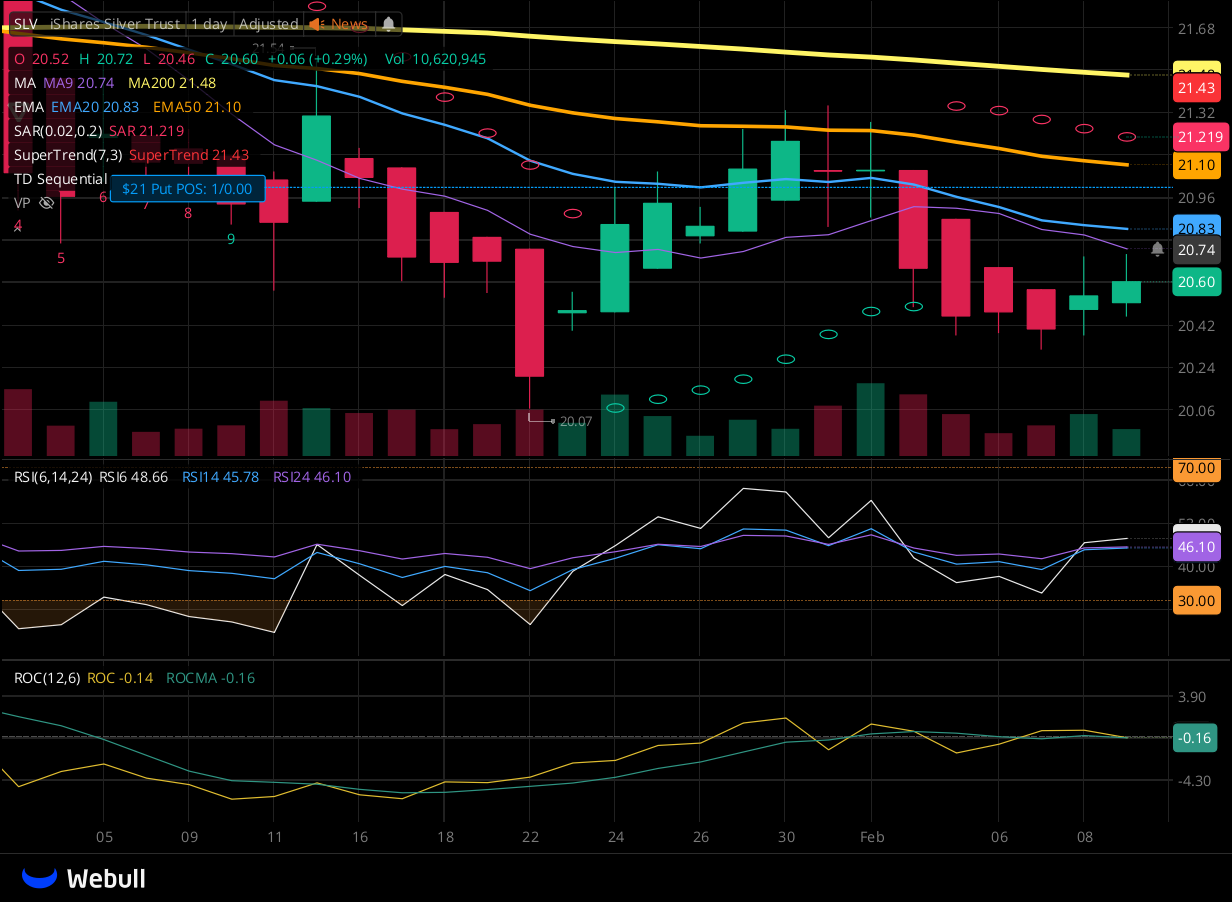 SLV iShares Silver Trust 1 day Adjusted News
21.68
21.54
O 20.52 H 20.72 L 20.46 C 20.60 +0.06 (+0.29%) Vol 10,620,945
MA MA9 20.74 MA200 21.48
21.43
EMA EMA20 20.83 EMA50 21.10
21.32
SAR(0.02,0.2) SAR 21.219
21.219
SuperTrend(7,3) SuperTrend 21.43
21.10
TD Sequential
$21 Put POS: 1/0.00
6
20.96
VP
7
8
4
20.83
9
20.74
5
20.60
20.42
20.24
20.06
20.07
RSI(6,14,24) RSI6 48.66 RSI14 45.78 RSI24 46.10
70.00
46.10
40.00
30.00
ROC(12,6) ROC -0.14 ROCMA -0.16
3.90
-0.16
-4.30
05 09 11 16 18 22 24 26 30 Feb 06 08
Webull